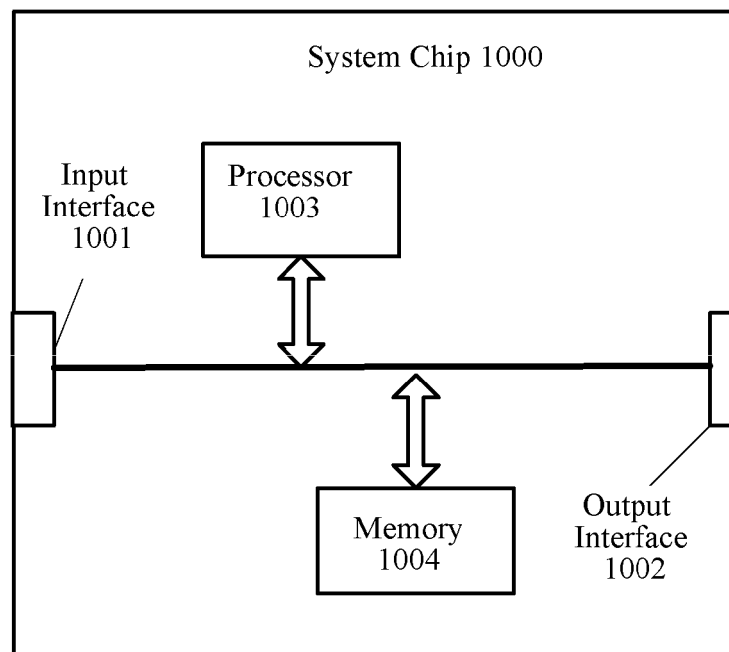 System Chip 1000
Input
Interface
1001
Processor
1003
Memory
1004
Output
Interface
1002